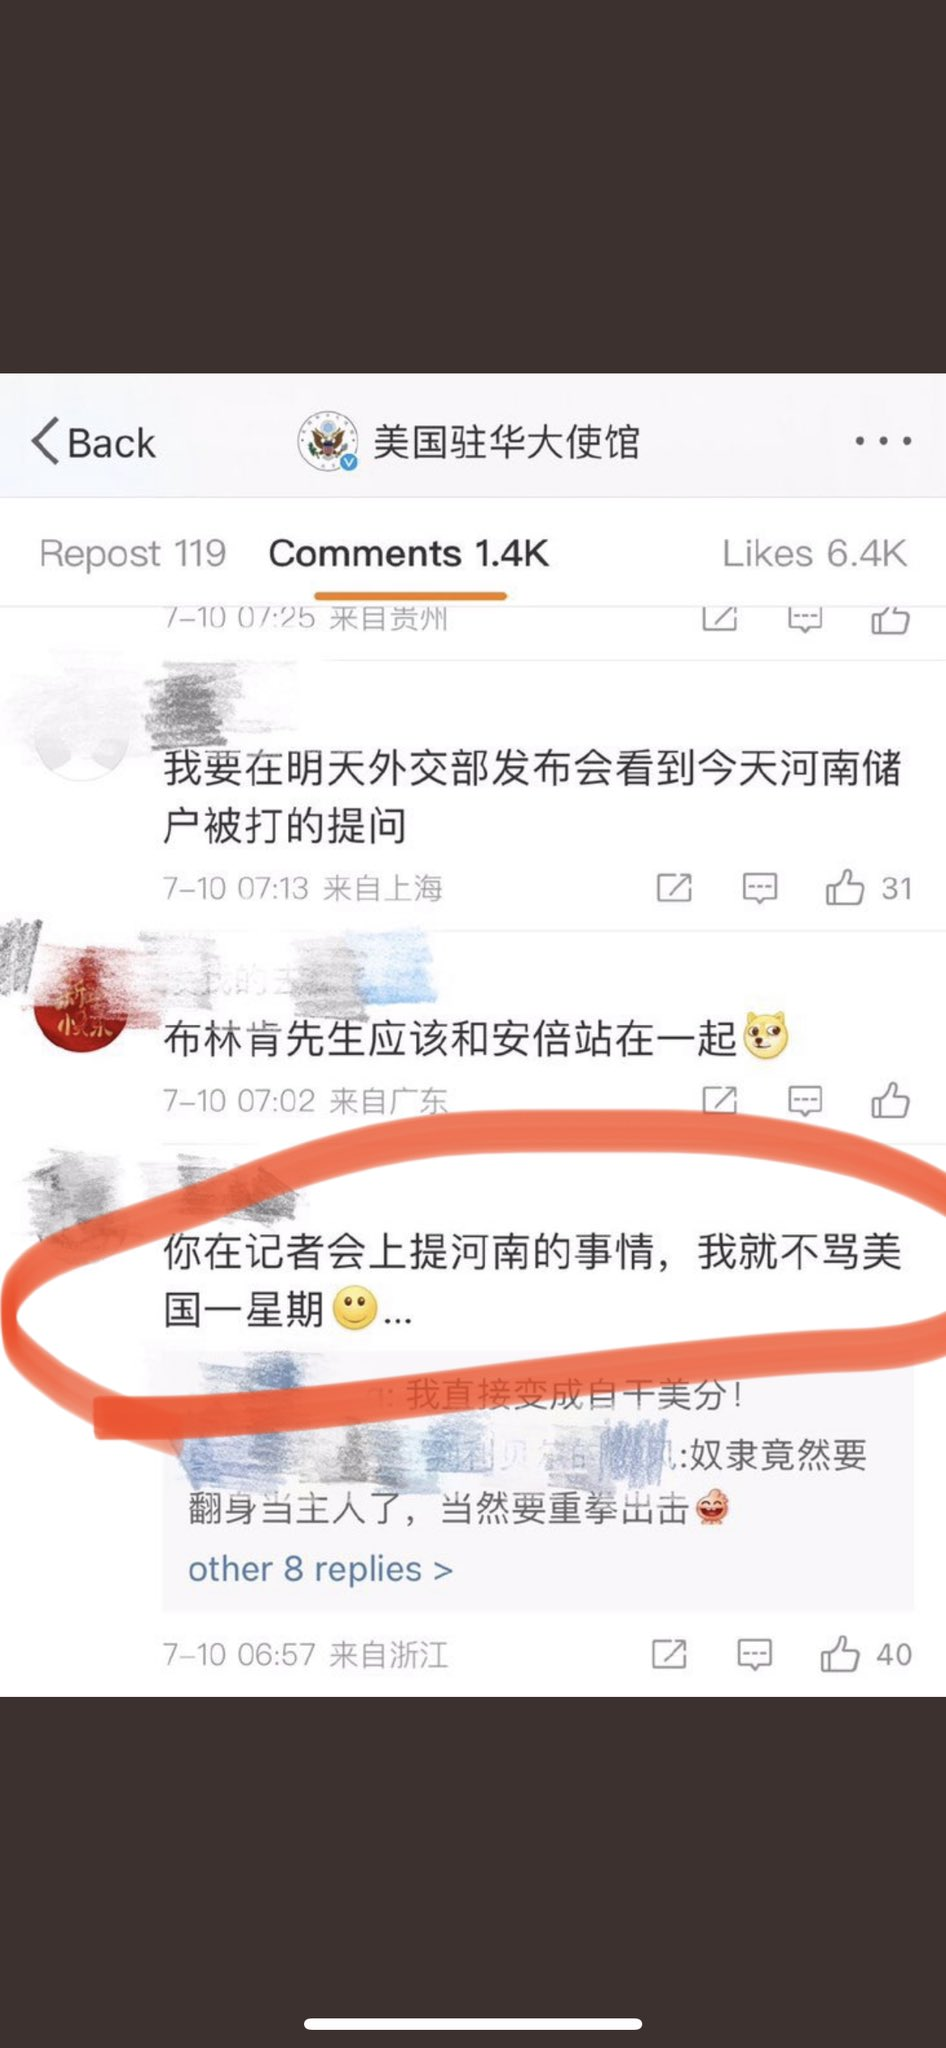 Back
美国驻华大使馆
Repost 119
Comments 1.4K
Likes 6.4K
7-10 07:25 来自贵州
我要在明天外交部发布会看到今天河南储
户被打的提问
7-10 07:13 来自上海
31
布林肯先生应该和安倍站在一起
7-10 07:02 来自广东
你在记者会上提河南的事情，我就不骂美
国一星期...
: 我直接变成自干美分！
:奴隶竟然要
翻身当主人了，当然要重拳出击
other 8 replies >
7-10 06:57 来自浙江
40